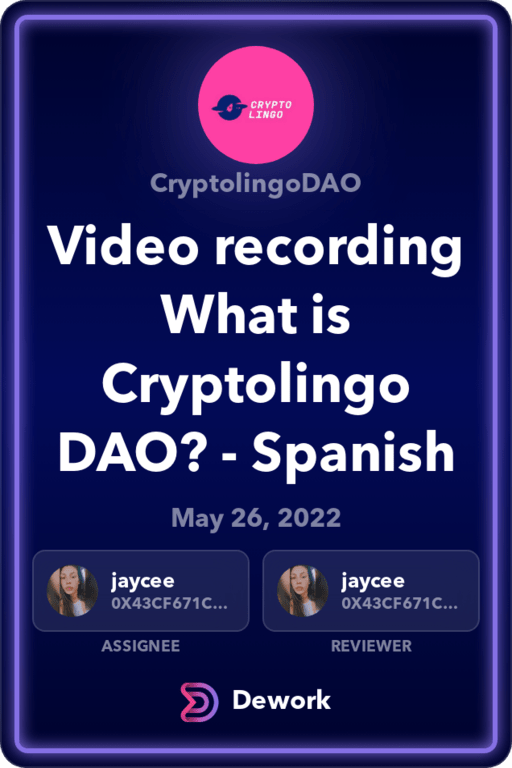 CRYPTO
LINGO
CryptolingoDAO
Video recording
What is
Cryptolingo
DAO? - Spanish
May 26, 2022
jaycee
0X43CF671C...
ASSIGNEE
jaycee
0X43CF671C...
REVIEWER
Dework